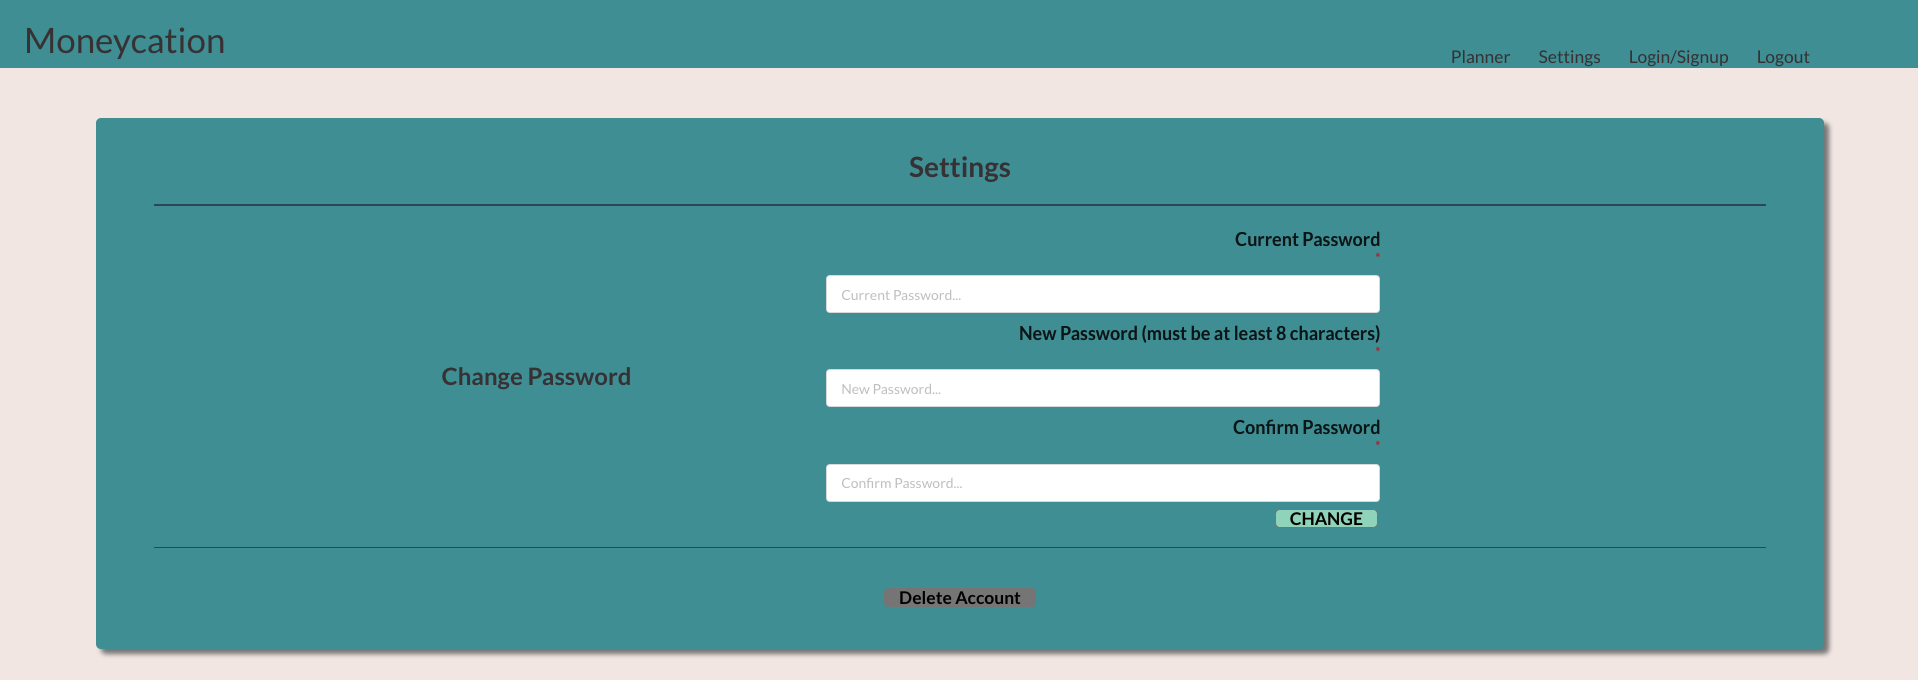 Moneycation
Planner Settings Login/Signup Logout
Settings
Current Password
*
Current Password...
New Password (must be at least 8 characters)
*
New Password...
Change Password
Confirm Password
*
Confirm Password...
CHANGE
Delete Account